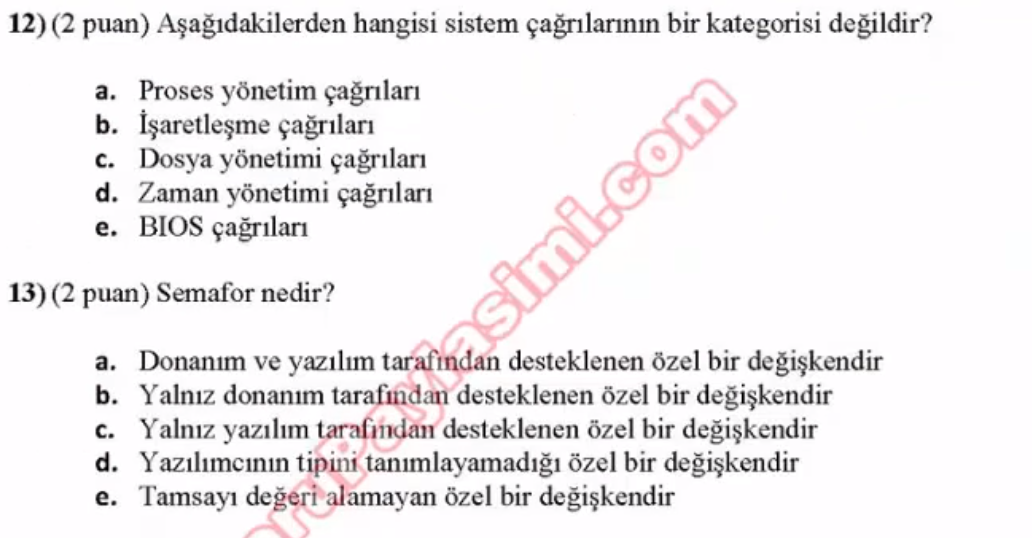 12) (2 puan) Aşağıdakilerden hangisi sistem çağrılarının bir kategorisi değildir?
a. Proses yönetim çağrıları
b. İşaretleşme çağrıları
c. Dosya yönetimi çağrıları
d. Zaman yönetimi çağrıları
e. BIOS çağrıları
13) (2 puan) Semafor nedir?
a. Donanım ve yazılım tarafından desteklenen özel bir değişkendir
b. Yalnız donanım tarafından desteklenen özel bir değişkendir
c. Yalnız yazılım tarafından desteklenen özel bir değişkendir
d. Yazılımcının tipini tanımlayamadığı özel bir değişkendir
e. Tamsayı değeri alamayan özel bir değişkendir